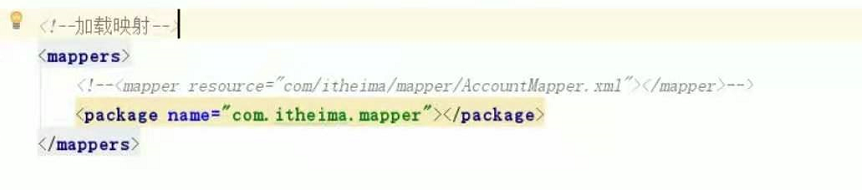 <!--加载映射-->
<mappers>
<!--<mapper resource="com/itheima/mapper/AccountMapper.xml"></mapper>-->
<package name="com.itheima.mapper"></package>
</mappers>